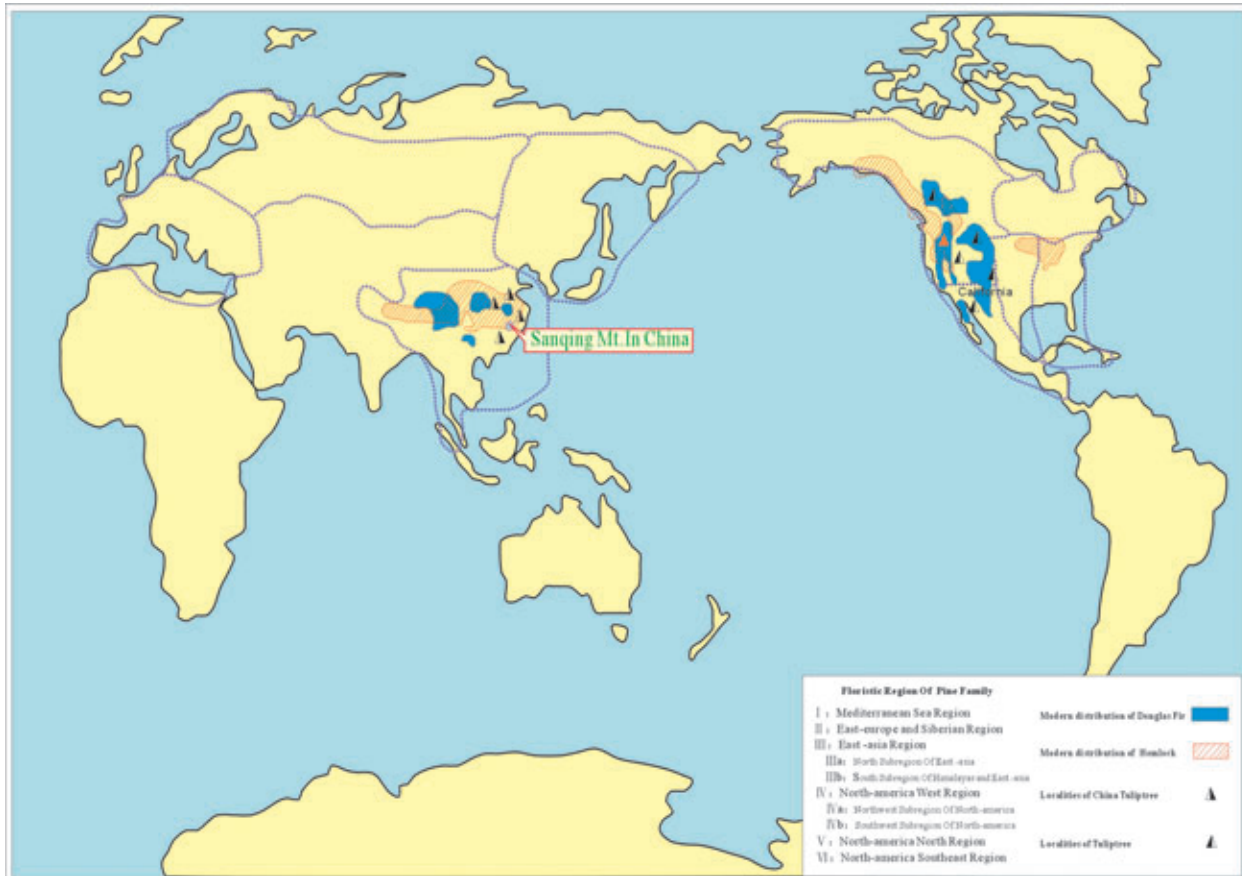 California
Sanqing Mt.In China
Floristic Region Of Pine Family
I : Mediterranean Sea Region
II : East-europe and Siberian Region
III : East-asia Region
IIIa: North Subregion Of East-asia
IIIb: South Subregion Of Himalayer and East-asia
IV : North-america West Region
IVa: Northwest Subregion Of North-america
IVb: Southwest Subregion Of North-america
V : North-america North Region
VI : North-america Southeast Region
Modern distribution of Douglas Fir
Modern distribution of Hemlock
Localities of China Tuliptree
Localities of Tuliptree